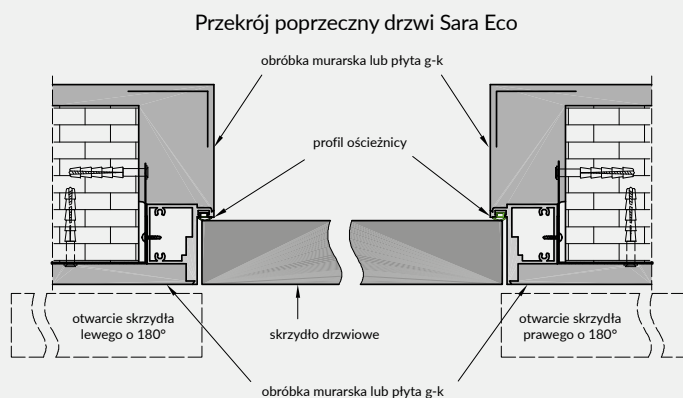 Przekrój poprzeczny drzwi Sara Eco
obróbka murarska lub płyta g-k
profil ościeżnicy
otwarcie skrzydła
lewego o 180°
skrzydło drzwiowe
otwarcie skrzydła
prawego o 180°
obróbka murarska lub płyta g-k